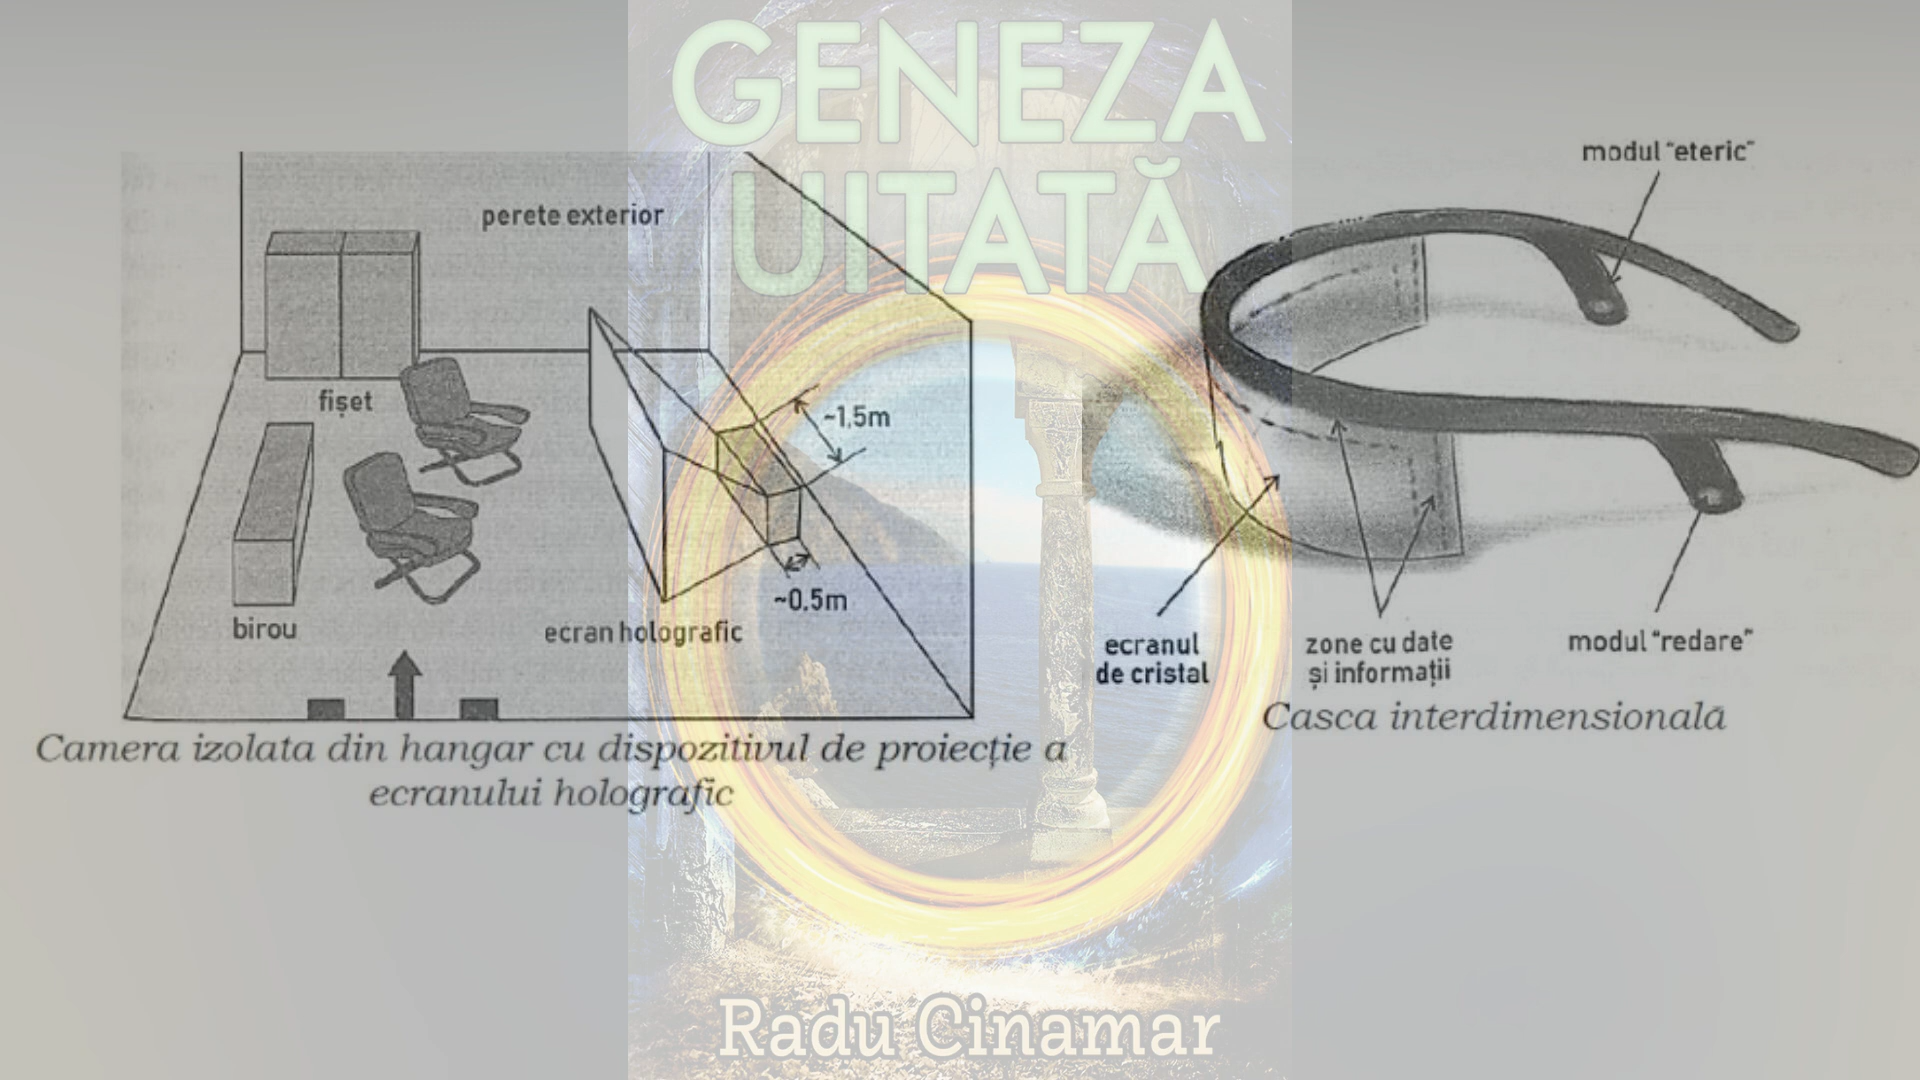 GENEZA
UITATĂ
perete exterior
fișet
~1,5m
~0,5m
birou
ecran holografic
Camera izolata din hangar cu dispozitivul de proiecție a
ecranului holografic
modul “eteric”
ecranul
de cristal
zone cu date
și informații
modul “redare”
Casca interdimensională
Radu Cinamar